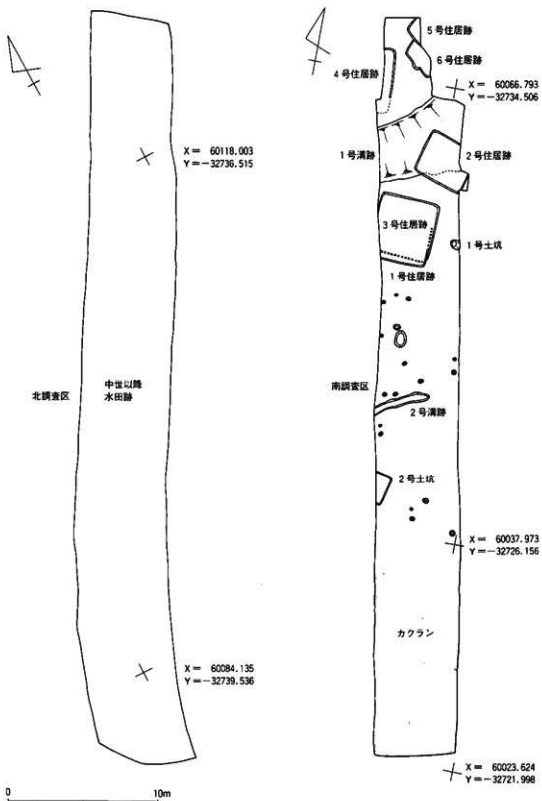 X = 60118.003
Y = -32736.515
北調査区
中世以降
水田跡
X = 60084.135
Y = -32739.536
0 10m
5号住居跡
6号住居跡
4号住居跡
X = 60066.793
Y = -32734.506
1号溝跡
2号住居跡
3号住居跡
1号土坑
1号住居跡
南調査区
2号溝跡
2号土坑
X = 60037.973
Y = -32726.156
カクラン
X = 60023.624
Y = -32721.998